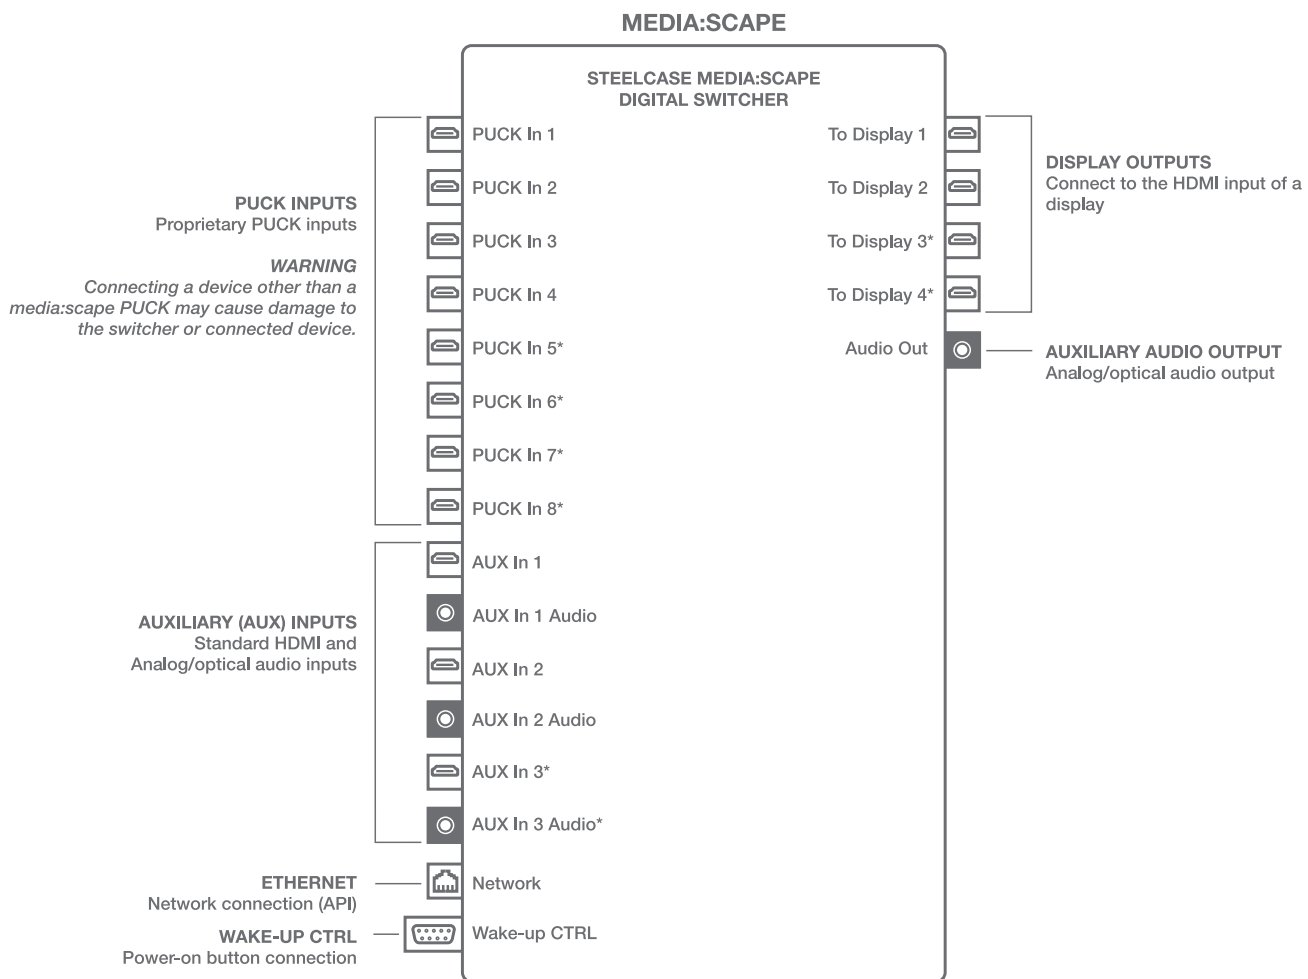 MEDIA:SCAPE
STEELCASE MEDIA:SCAPE
DIGITAL SWITCHER
PUCK INPUTS
Proprietary PUCK inputs
WARNING
Connecting a device other than a
media:scape PUCK may cause damage to
the switcher or connected device.
PUCK In 1
PUCK In 2
PUCK In 3
PUCK In 4
PUCK In 5*
PUCK In 6*
PUCK In 7*
PUCK In 8*
AUXILIARY (AUX) INPUTS
Standard HDMI and
Analog/optical audio inputs
AUX In 1
AUX In 1 Audio
AUX In 2
AUX In 2 Audio
AUX In 3*
AUX In 3 Audio*
ETHERNET
Network connection (API)
Network
WAKE-UP CTRL
Power-on button connection
Wake-up CTRL
To Display 1
To Display 2
To Display 3*
To Display 4*
Audio Out
DISPLAY OUTPUTS
Connect to the HDMI input of a
display
AUXILIARY AUDIO OUTPUT
Analog/optical audio output